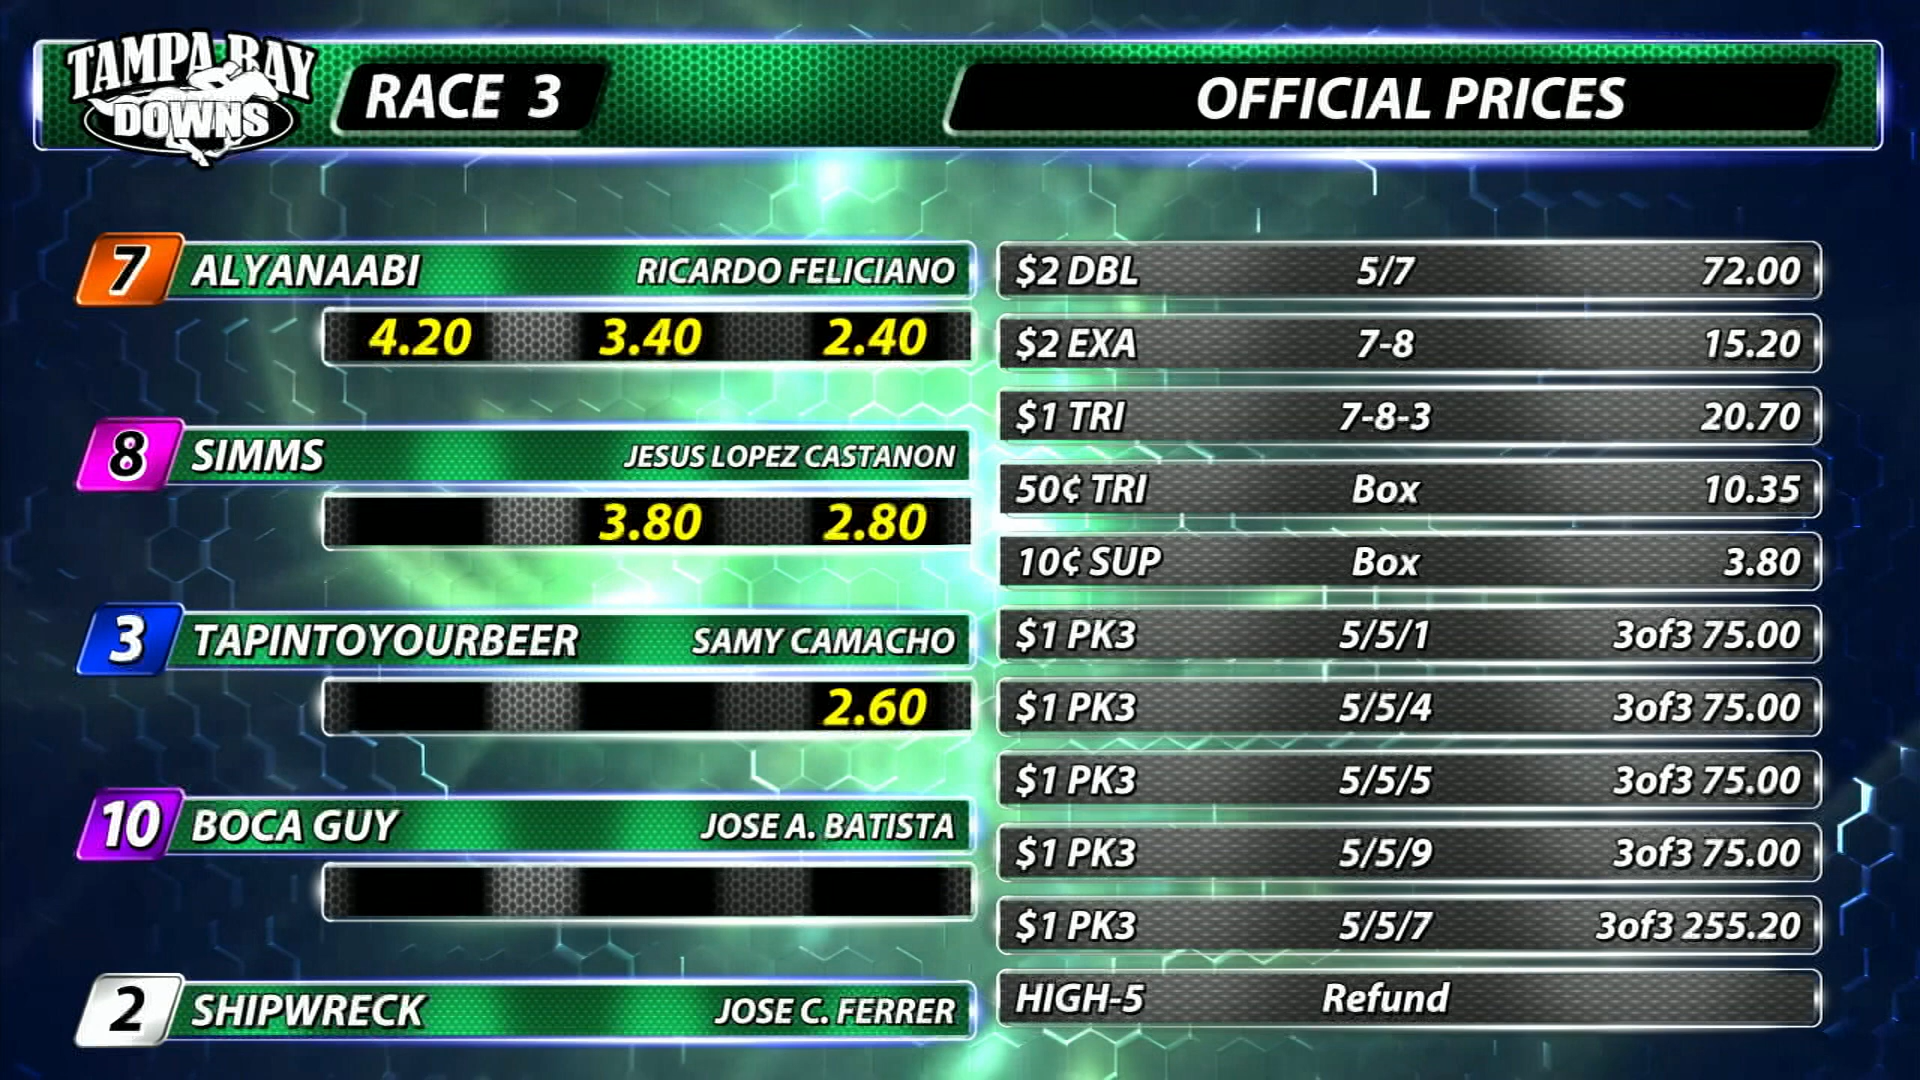 TAMPA BAY
DOWNS
RACE 3
OFFICIAL PRICES
7 ALYANAABI RICARDO FELICIANO
4.20 3.40 2.40
8 SIMMS JESUS LOPEZ CASTANON
3.80 2.80
3 TAPINTOYOURBEER SAMY CAMACHO
2.60
10 BOCA GUY JOSE A. BATISTA
2 SHIPWRECK JOSE C. FERRER
$2 DBL 5/7 72.00
$2 EXA 7-8 15.20
$1 TRI 7-8-3 20.70
50¢ TRI Box 10.35
10¢ SUP Box 3.80
$1 PK3 5/5/1 3of3 75.00
$1 PK3 5/5/4 3of3 75.00
$1 PK3 5/5/5 3of3 75.00
$1 PK3 5/5/9 3of3 75.00
$1 PK3 5/5/7 3of3 255.20
HIGH-5 Refund